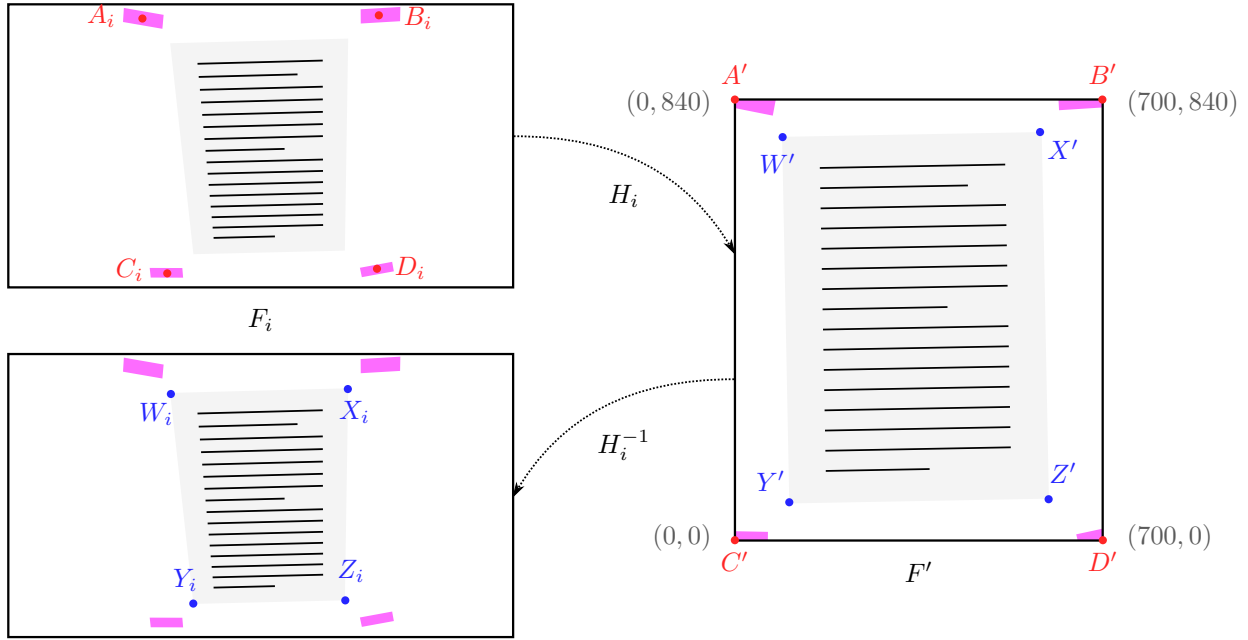 A_i
B_i
C_i
D_i
F_i
H_i
A'
B'
(0, 840)
(700, 840)
W'
X'
Y'
Z'
(0, 0)
(700, 0)
C'
D'
F'
W_i
X_i
Y_i
Z_i
H_i^{-1}